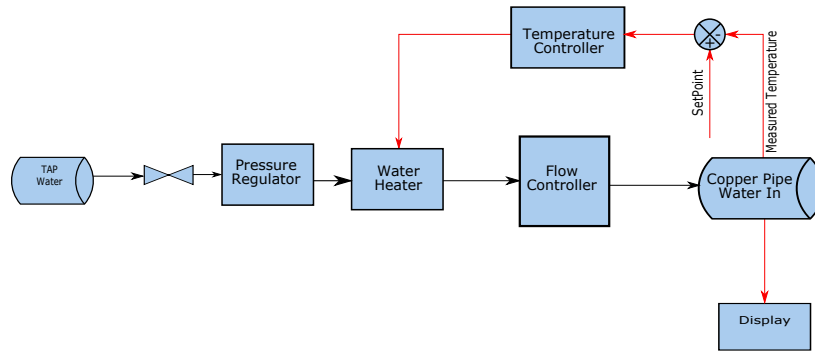 Temperature
Controller
-
+
SetPoint
Measured Temperature
TAP
Water
Pressure
Regulator
Water
Heater
Flow
Controller
Copper Pipe
Water In
Display